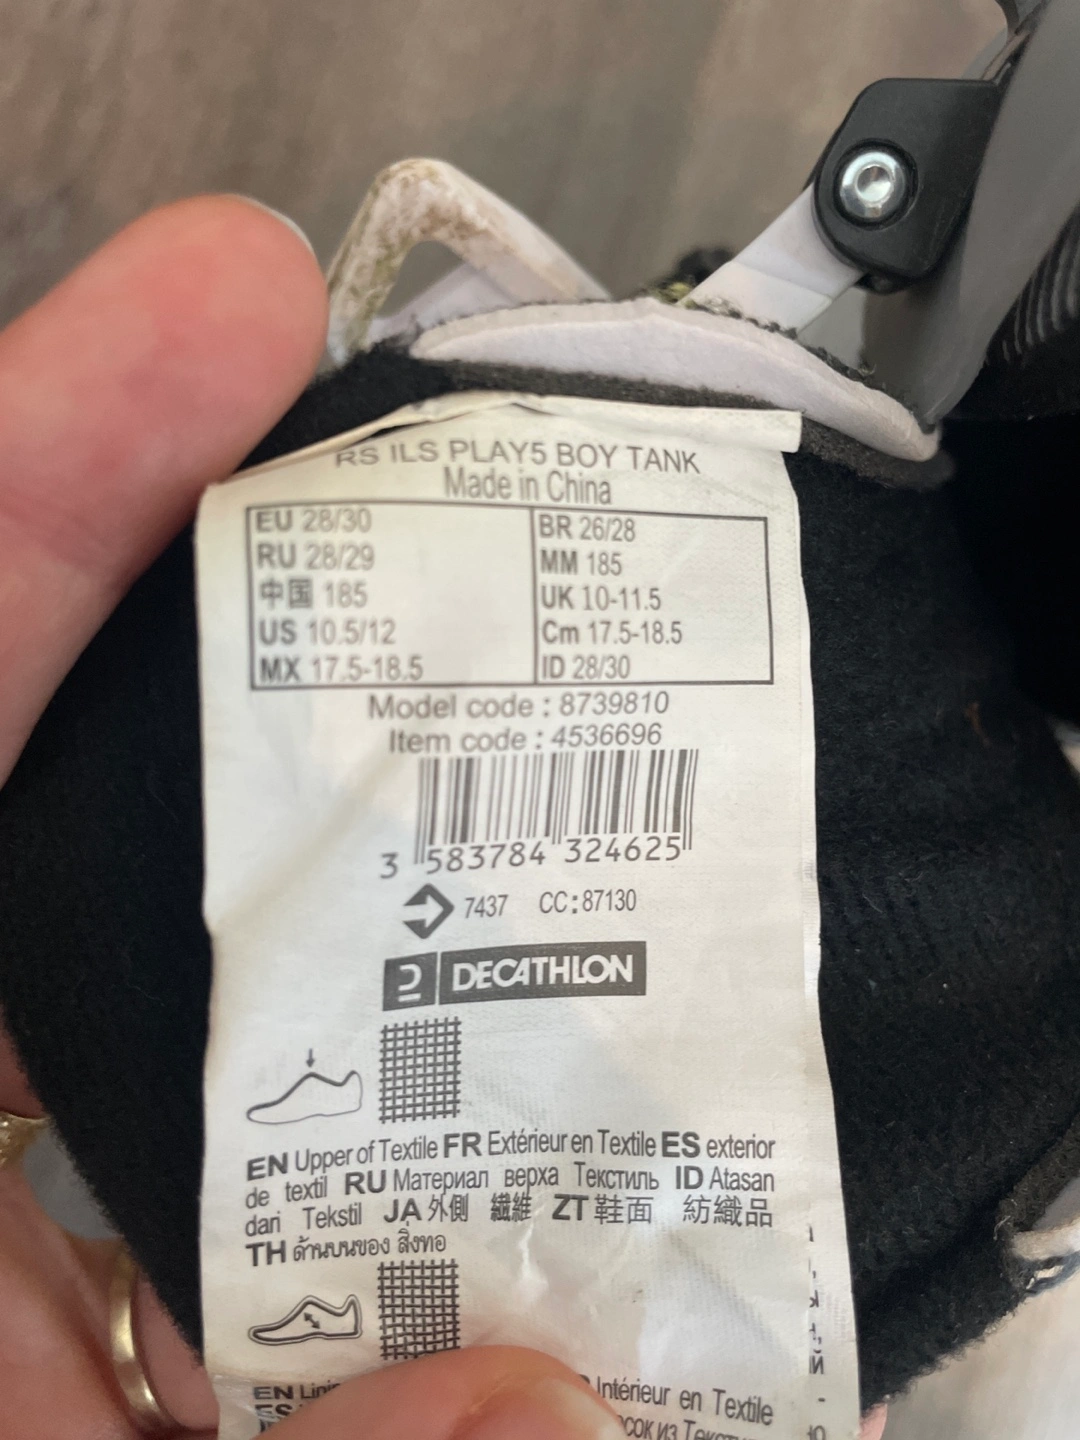 RS ILS PLAY5 BOY TANK
Made in China
EU 28/30
RU 28/29
中国 185
US 10.5/12
MX 17.5-18.5
BR 26/28
MM 185
UK 10-11.5
Cm 17.5-18.5
ID 28/30
Model code : 8739810
Item code : 4536696
3 583784 324625
7437 CC:87130
DECATHLON
EN Upper of Textile FR Extérieur en Textile ES exterior
de textil RU Материал верха Текстиль ID Atasan
dari Tekstil JA 外側 繊維 ZT 鞋面 紡織品
TH ด้านบนของ สิ่งทอ
EN
Intérieur en Textile
ES
из